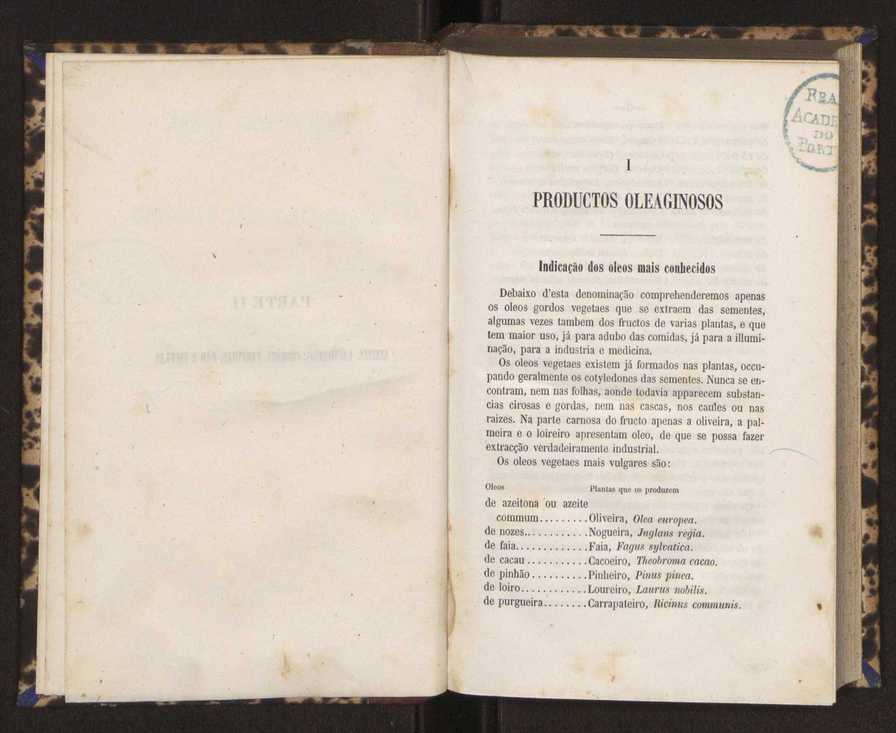 REA
ACADE
DO
PORT
I
PRODUCTOS OLEAGINOSOS
Indicação dos oleos mais conhecidos
Debaixo d'esta denominação comprehenderemos apenas
os oleos gordos vegetaes que se extraem das sementes,
algumas vezes tambem dos fructos de varias plantas, e que
tem maior uso, já para adubo das comidas, já para a illumi-
nação, para a industria e medicina.
Os oleos vegetaes existem já formados nas plantas, occu-
pando geralmente os cotyledones das sementes. Nunca se en-
contram, nem nas folhas, aonde todavia apparecem substan-
cias cirosas e gordas, nem nas cascas, nos caules ou nas
raizes. Na parte carnosa do fructo apenas a oliveira, a pal-
meira e o loireiro apresentam oleo, de que se possa fazer
extracção verdadeiramente industrial.
Os oleos vegetaes mais vulgares são:
Oleos Plantas que os produzem
de azeitona ou azeite
commum.........Oliveira, Olea europea.
de nozes...........Nogueira, Juglans regia.
de faia.............Faia, Fagus sylvatica.
de cacau...........Cacoeiro, Theobroma cacao.
de pinhão..........Pinheiro, Pinus pinea.
de loiro............Loureiro, Laurus nobilis.
de purgueira........Carrapateiro, Ricinus communis.
PARTE II